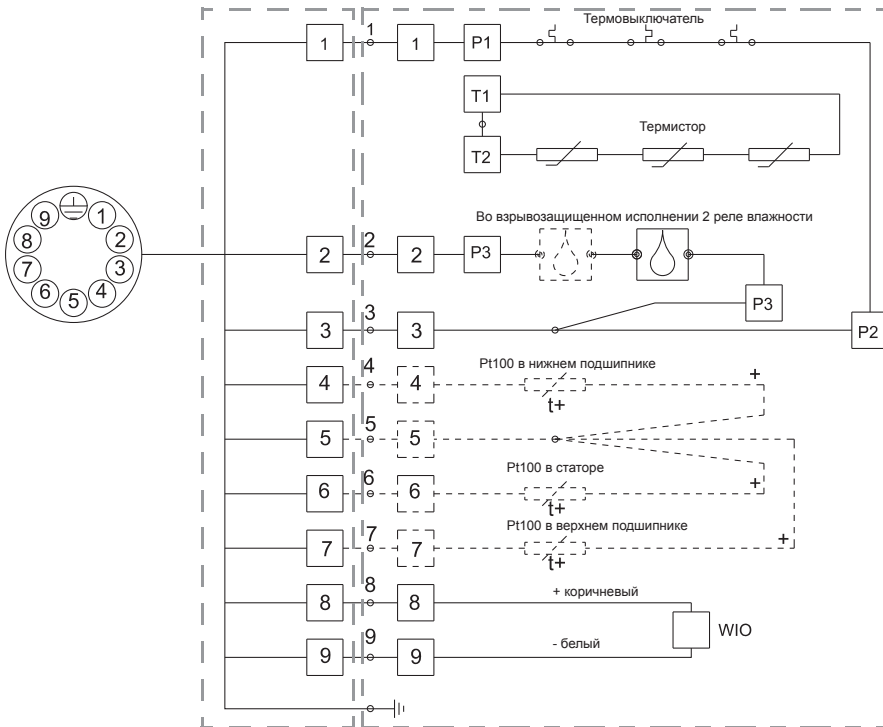 Термовыключатель
1 1 1 P1
T1
Термистор
T2
9 1
8 2
7 3
6 5 4
Во взрывозащищенном исполнении 2 реле влажности
2 2 2 P3
P3
3 3 3 P2
Pt100 в нижнем подшипнике
4 4 4 +
t+
5 5 5
Pt100 в статоре
6 6 6 +
t+
Pt100 в верхнем подшипнике
7 7 7 +
t+
+ коричневый
8 8 8
WIO
- белый
9 9 9